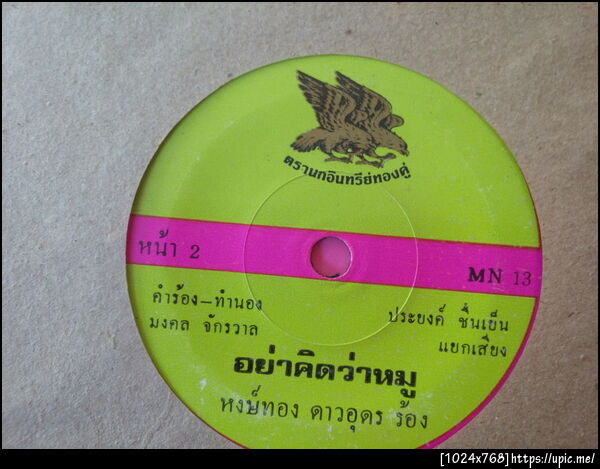 ตรานกอินทรีย์ทองคู่
หน้า 2
MN 13
คำร้อง-ทำนอง
มงคล จักรวาล
ประยงค์ ชื่นเย็น
แยกเสียง
อย่าคิดว่าหมู
หงษ์ทอง ดาวอุดร ร้อง
[1024x768]https://upic.me/